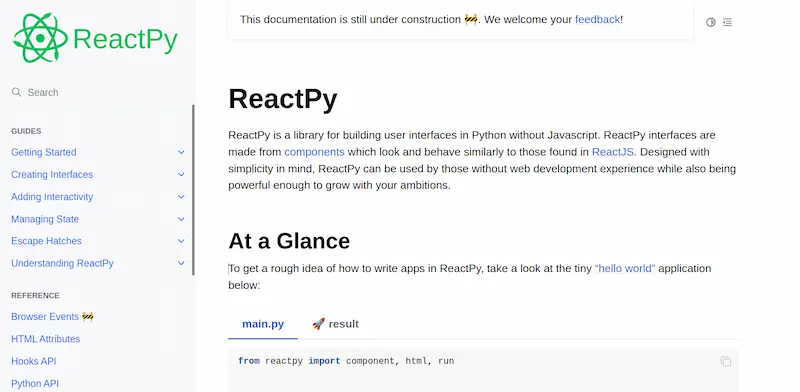 ReactPy
Search
GUIDES
Getting Started
Creating Interfaces
Adding Interactivity
Managing State
Escape Hatches
Understanding ReactPy
REFERENCE
Browser Events 🚧
HTML Attributes
Hooks API
Python API
This documentation is still under construction 🚧. We welcome your feedback!
ReactPy
ReactPy is a library for building user interfaces in Python without Javascript. ReactPy interfaces are
made from components which look and behave similarly to those found in ReactJS. Designed with
simplicity in mind, ReactPy can be used by those without web development experience while also being
powerful enough to grow with your ambitions.
At a Glance
To get a rough idea of how to write apps in ReactPy, take a look at the tiny “hello world” application
below:
main.py 🚀 result
from reactpy import component, html, run